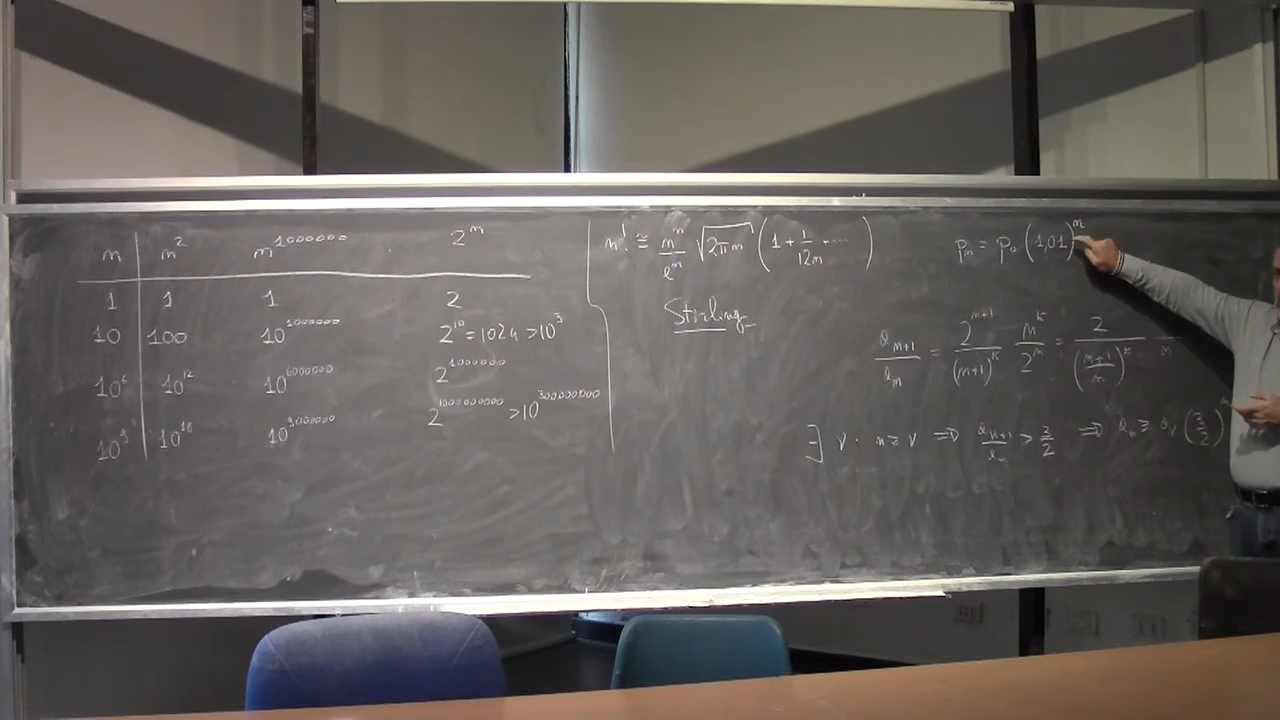 n n² n^1000000 2^n
1 1 1 2
10 100 10^1000000 2^10 = 1024 > 10^3
10^6 10^12 10^6000000 2^1000000
10^9 10^18 10^9000000 2^1000000000 > 10^300000000
n! ≅ n^n/e^n √(2πn) (1 + 1/12n + ...)
Stirling
p_n = p_0 (1,01)^n
a_{n+1}/a_n = 2^{n+1}/(n+1)^k n^k/2^n = 2/((n+1)/n)^k
∃ ν : n ≥ ν ⇒ a_{n+1}/a_n > 3/2 ⇒ a_n ≥ a_ν (3/2)